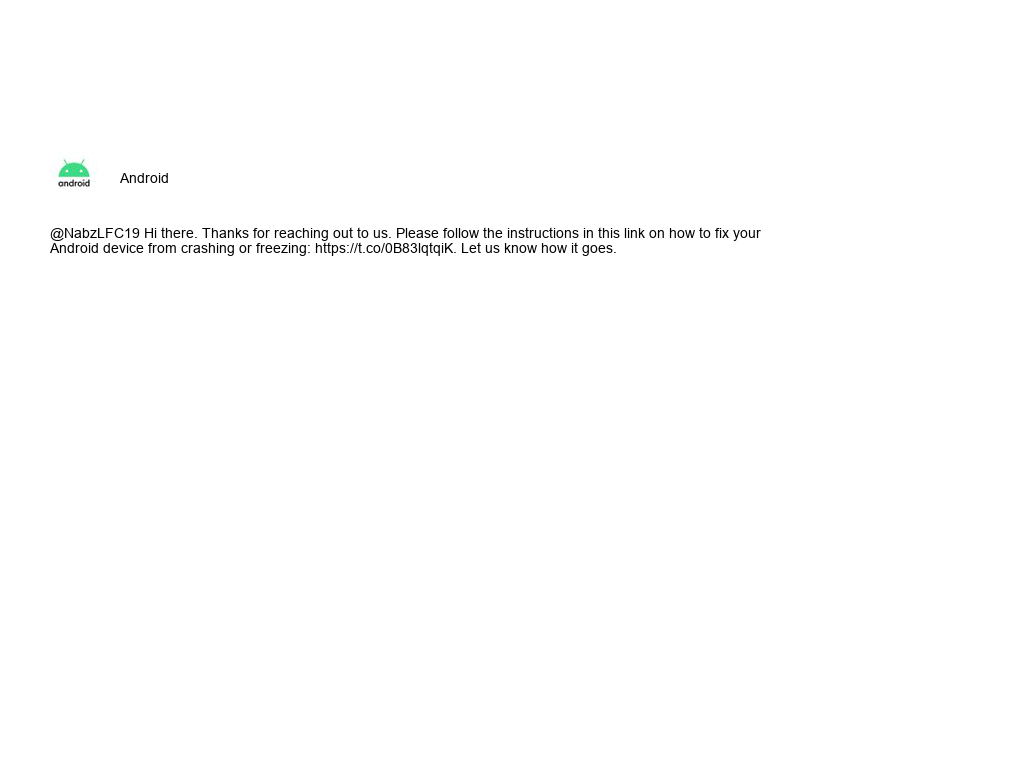 android
Android
@NabzLFC19 Hi there. Thanks for reaching out to us. Please follow the instructions in this link on how to fix your
Android device from crashing or freezing: https://t.co/0B83lqtqiK. Let us know how it goes.